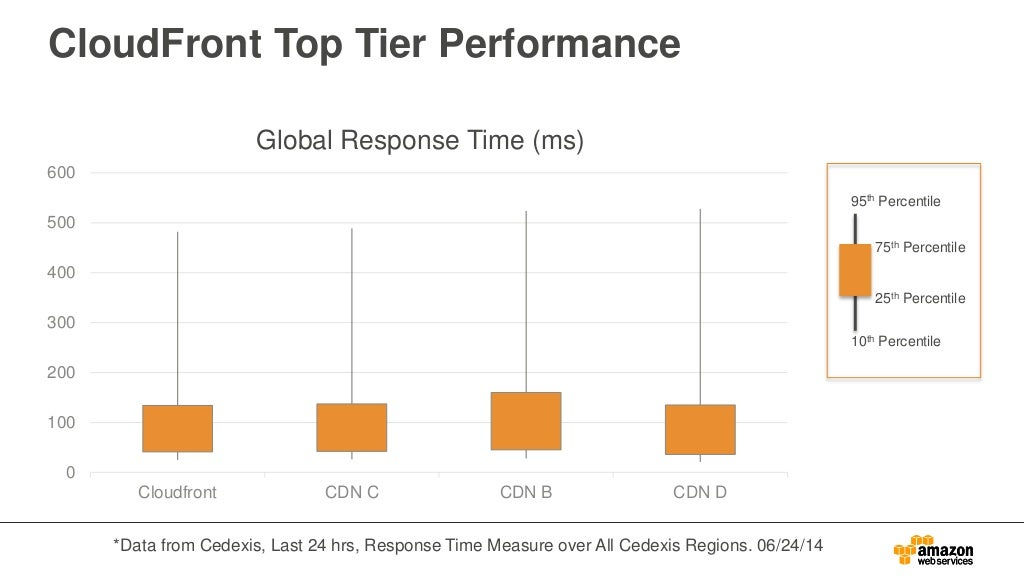 CloudFront Top Tier Performance
Global Response Time (ms)
600
500
400
300
200
100
0
Cloudfront CDN C CDN B CDN D
95th Percentile
75th Percentile
25th Percentile
10th Percentile
*Data from Cedexis, Last 24 hrs, Response Time Measure over All Cedexis Regions. 06/24/14
amazon
web services